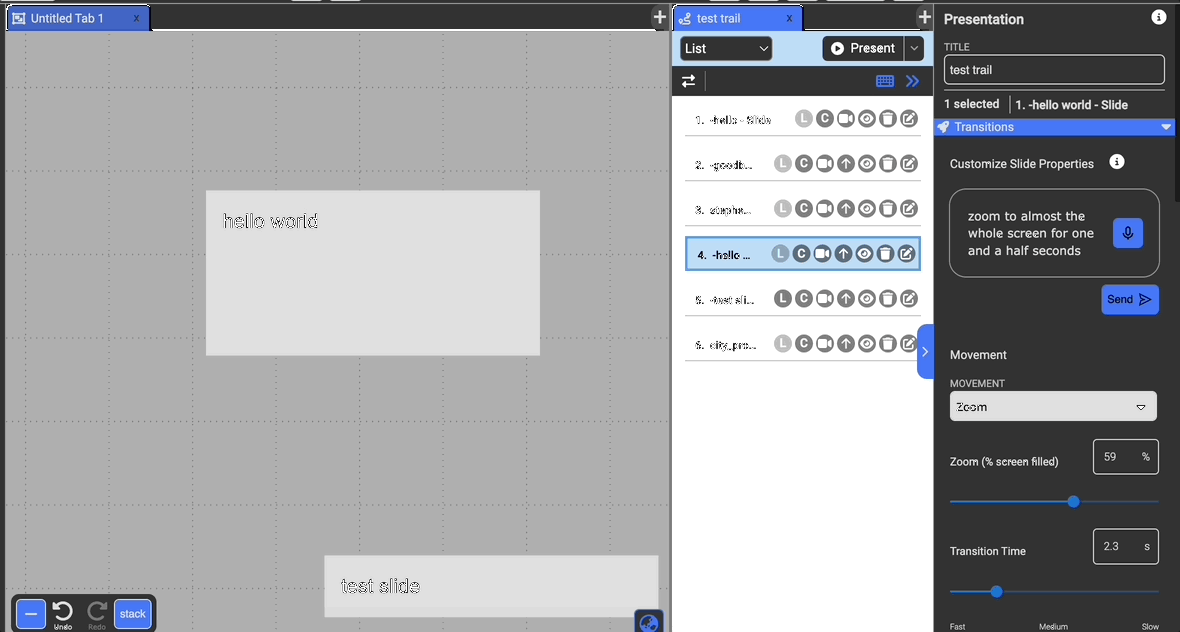 Untitled Tab 1 x
+
hello world
test slide
Undo
Redo
stack
test trail x
+
List
Present
1. -hello - Slide L C
2. -goodb... L C
3. stephe... L C
4. -hello ... L C
5. -test sli... L C
6. city_pro... L C
Presentation
TITLE
test trail
1 selected
1. -hello world - Slide
Transitions
Customize Slide Properties
zoom to almost the
whole screen for one
and a half seconds
Send
Movement
MOVEMENT
Zoom
Zoom (% screen filled)
59 %
Transition Time
2.3 s
Fast Medium Slow